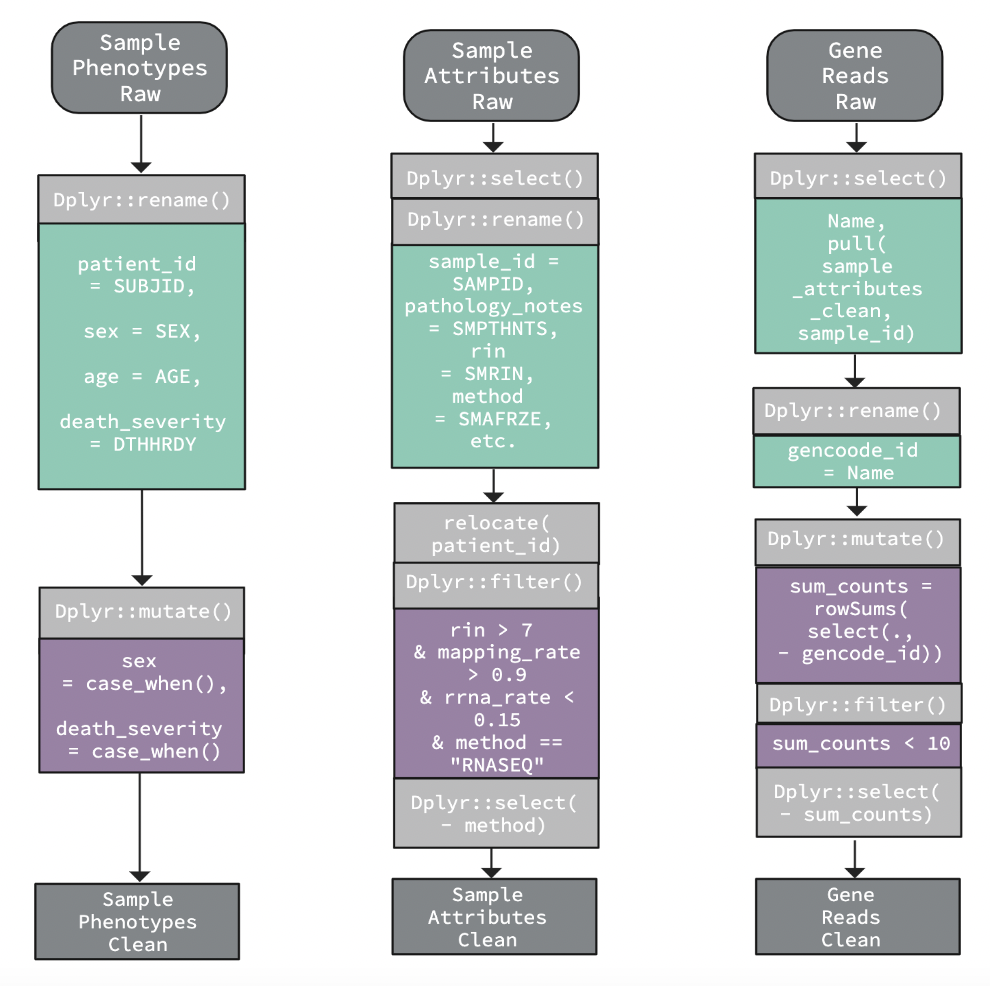 Sample
Phenotypes
Raw
Dplyr::rename()
patient_id
= SUBJID,
sex = SEX,
age = AGE,
death_severity
= DTHHRDY
Dplyr::mutate()
sex
= case_when(),
death_severity
= case_when()
Sample
Phenotypes
Clean
Sample
Attributes
Raw
Dplyr::select()
Dplyr::rename()
sample_id =
SAMPID,
pathology_notes
= SMPTHNTS,
rin
= SMRIN,
method
= SMAFRZE,
etc.
relocate(
patient_id)
Dplyr::filter()
rin > 7
& mapping_rate
> 0.9
& rrna_rate <
0.15
& method ==
"RNASEQ"
Dplyr::select(
- method)
Sample
Attributes
Clean
Gene
Reads
Raw
Dplyr::select()
Name,
pull(
sample
_attributes
_clean,
sample_id)
Dplyr::rename()
gencoode_id
= Name
Dplyr::mutate()
sum_counts =
rowSums(
select(.,
- gencode_id))
Dplyr::filter()
sum_counts < 10
Dplyr::select(
- sum_counts)
Gene
Reads
Clean